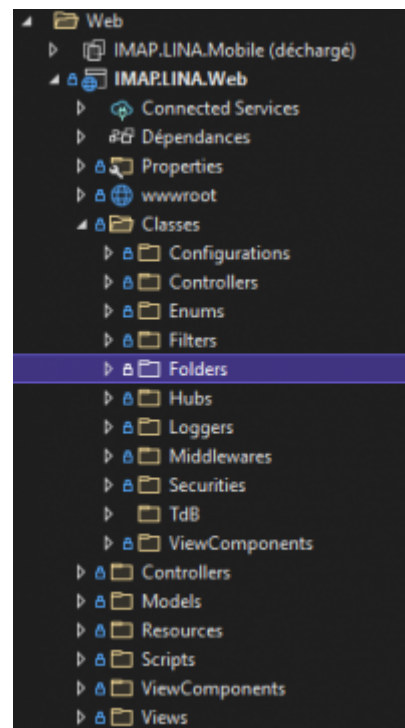 Web
IMAP.LINA.Mobile (déchargé)
IMAP.LINA.Web
Connected Services
Dépendances
Properties
wwwroot
Classes
Configurations
Controllers
Enums
Filters
Folders
Hubs
Loggers
Middlewares
Securities
TdB
ViewComponents
Controllers
Models
Resources
Scripts
ViewComponents
Views